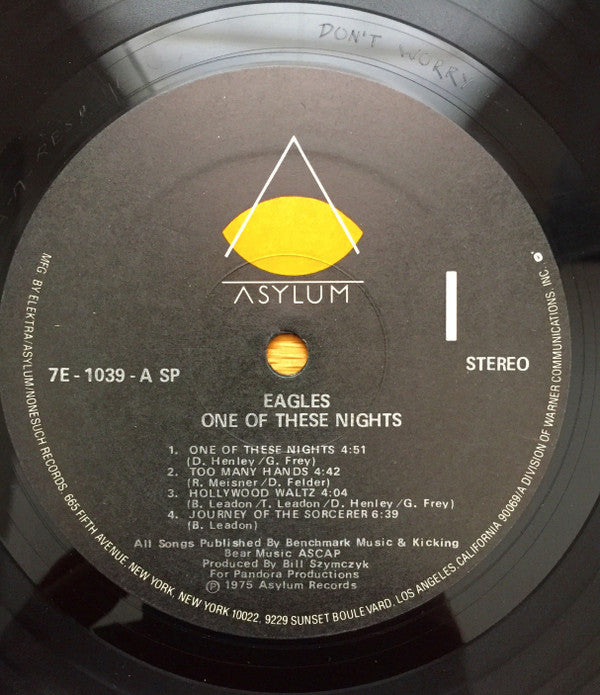 DON'T WORRY
ASYLUM
1
7E - 1039 - A SP
STEREO
EAGLES
ONE OF THESE NIGHTS
1. ONE OF THESE NIGHTS 4:51
(D. Henley/G. Frey)
2. TOO MANY HANDS 4:42
(R. Meisner/D. Felder)
3. HOLLYWOOD WALTZ 4:04
(B. Leadon/T. Leadon/D. Henley/G. Frey)
4. JOURNEY OF THE SORCERER 6:39
(B. Leadon)
All Songs Published By Benchmark Music & Kicking
Bear Music ASCAP
Produced By Bill Szymczyk
For Pandora Productions
Ⓟ 1975 Asylum Records
MFG. BY ELEKTRA/ASYLUM/NONESUCH RECORDS, 665 FIFTH AVENUE, NEW YORK, NEW YORK 10022. 9229 SUNSET BOULEVARD, LOS ANGELES, CALIFORNIA 90069/A DIVISION OF WARNER COMMUNICATIONS, INC.